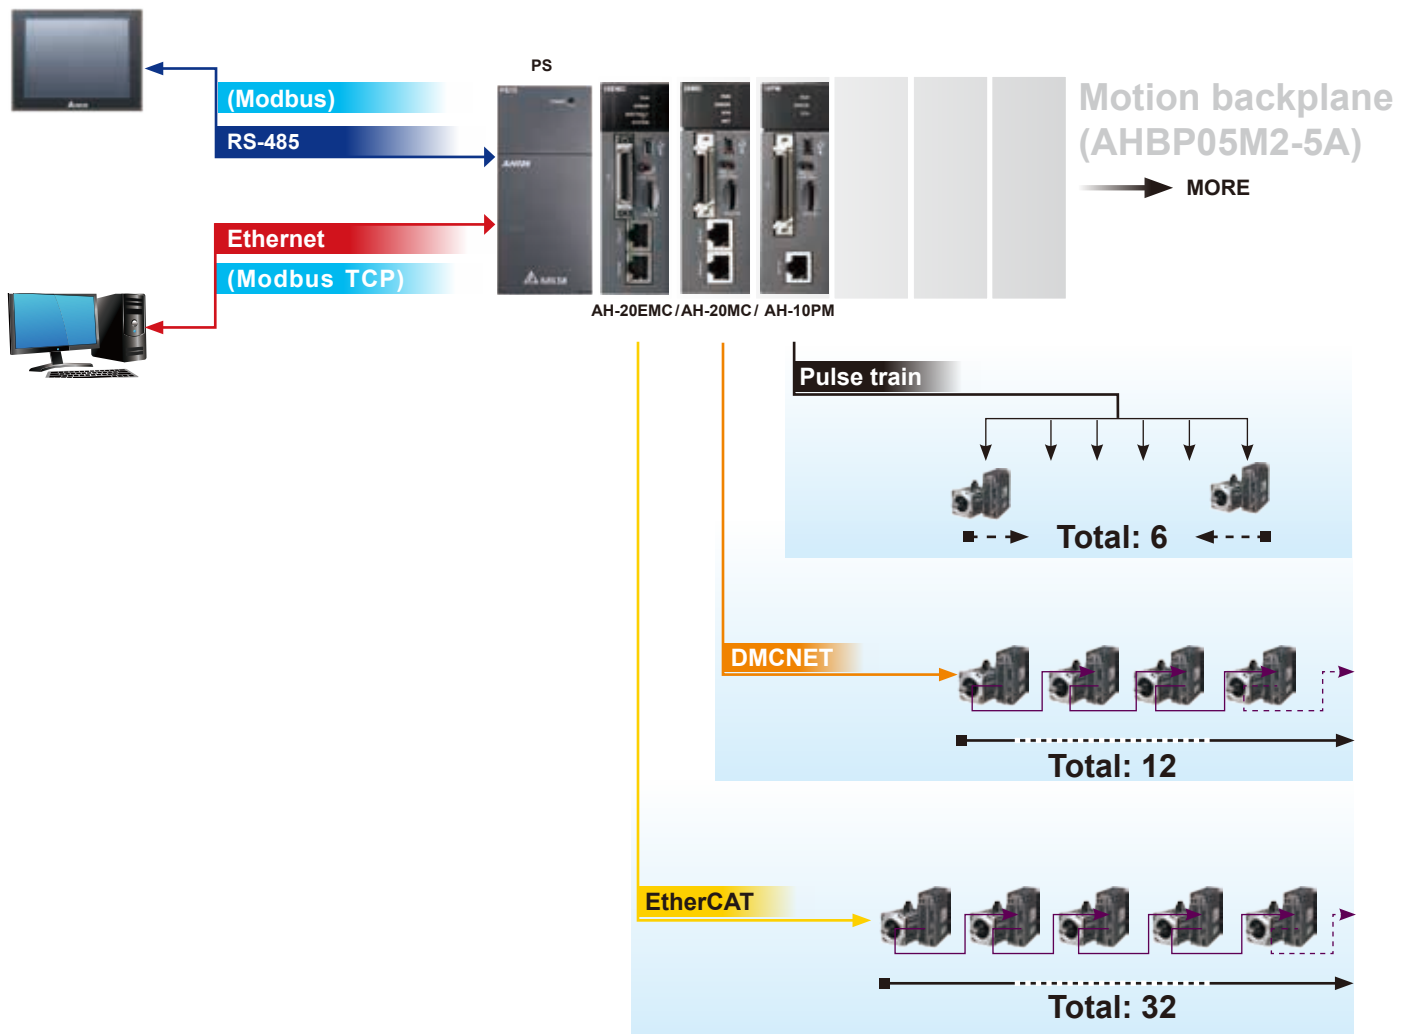 PS
(Modbus)
RS-485
Ethernet
(Modbus TCP)
Motion backplane
(AHBP05M2-5A)
MORE
AH-20EMC/AH-20MC/ AH-10PM
Pulse train
Total: 6
DMCNET
Total: 12
EtherCAT
Total: 32